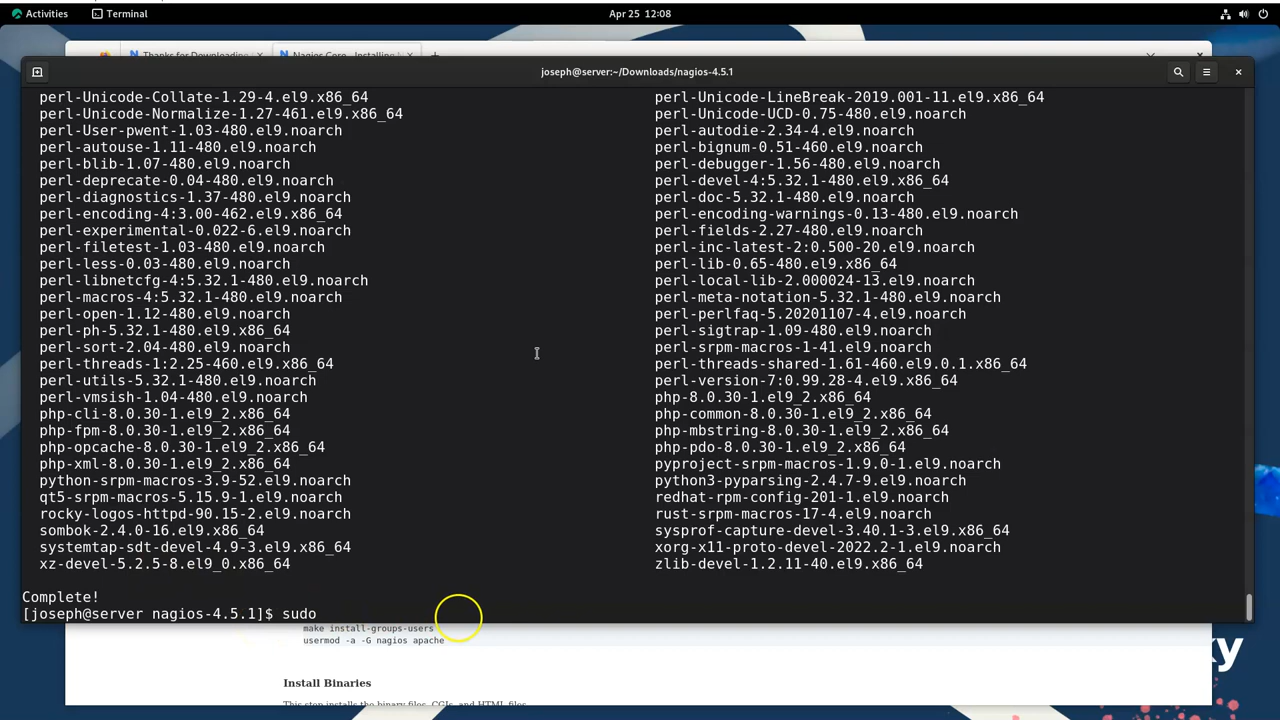 Activities Terminal Apr 25 12:08
Thanks for Downloading Nagios Core - Installing
joseph@server:~/Downloads/nagios-4.5.1
perl-Unicode-Collate-1.29-4.el9.x86_64 perl-Unicode-LineBreak-2019.001-11.el9.x86_64
perl-Unicode-Normalize-1.27-461.el9.x86_64 perl-Unicode-UCD-0.75-480.el9.noarch
perl-User-pwent-1.03-480.el9.noarch perl-autodie-2.34-4.el9.noarch
perl-autouse-1.11-480.el9.noarch perl-bignum-0.51-460.el9.noarch
perl-blib-1.07-480.el9.noarch perl-debugger-1.56-480.el9.noarch
perl-deprecate-0.04-480.el9.noarch perl-devel-4:5.32.1-480.el9.x86_64
perl-diagnostics-1.37-480.el9.noarch perl-doc-5.32.1-480.el9.noarch
perl-encoding-4:3.00-462.el9.x86_64 perl-encoding-warnings-0.13-480.el9.noarch
perl-experimental-0.022-6.el9.noarch perl-fields-2.27-480.el9.noarch
perl-filetest-1.03-480.el9.noarch perl-inc-latest-2:0.500-20.el9.noarch
perl-less-0.03-480.el9.noarch perl-lib-0.65-480.el9.x86_64
perl-libnetcfg-4:5.32.1-480.el9.noarch perl-local-lib-2.000024-13.el9.noarch
perl-macros-4:5.32.1-480.el9.noarch perl-meta-notation-5.32.1-480.el9.noarch
perl-open-1.12-480.el9.noarch perl-perlfaq-5.20201107-4.el9.noarch
perl-ph-5.32.1-480.el9.x86_64 perl-sigtrap-1.09-480.el9.noarch
perl-sort-2.04-480.el9.noarch perl-srpm-macros-1-41.el9.noarch
perl-threads-1:2.25-460.el9.x86_64 perl-threads-shared-1.61-460.el9.0.1.x86_64
perl-utils-5.32.1-480.el9.noarch perl-version-7:0.99.28-4.el9.x86_64
perl-vmsish-1.04-480.el9.noarch php-8.0.30-1.el9_2.x86_64
php-cli-8.0.30-1.el9_2.x86_64 php-common-8.0.30-1.el9_2.x86_64
php-fpm-8.0.30-1.el9_2.x86_64 php-mbstring-8.0.30-1.el9_2.x86_64
php-opcache-8.0.30-1.el9_2.x86_64 php-pdo-8.0.30-1.el9_2.x86_64
php-xml-8.0.30-1.el9_2.x86_64 pyproject-srpm-macros-1.9.0-1.el9.noarch
python-srpm-macros-3.9-52.el9.noarch python3-pyparsing-2.4.7-9.el9.noarch
qt5-srpm-macros-5.15.9-1.el9.noarch redhat-rpm-config-201-1.el9.noarch
rocky-logos-httpd-90.15-2.el9.noarch rust-srpm-macros-17-4.el9.noarch
sombok-2.4.0-16.el9.x86_64 sysprof-capture-devel-3.40.1-3.el9.x86_64
systemtap-sdt-devel-4.9-3.el9.x86_64 xorg-x11-proto-devel-2022.2-1.el9.noarch
xz-devel-5.2.5-8.el9_0.x86_64 zlib-devel-1.2.11-40.el9.x86_64
Complete!
[joseph@server nagios-4.5.1]$ sudo
make install-groups-users
usermod -a -G nagios apache
ky
Install Binaries
This step installs the binary files, CGIs, and HTML files.